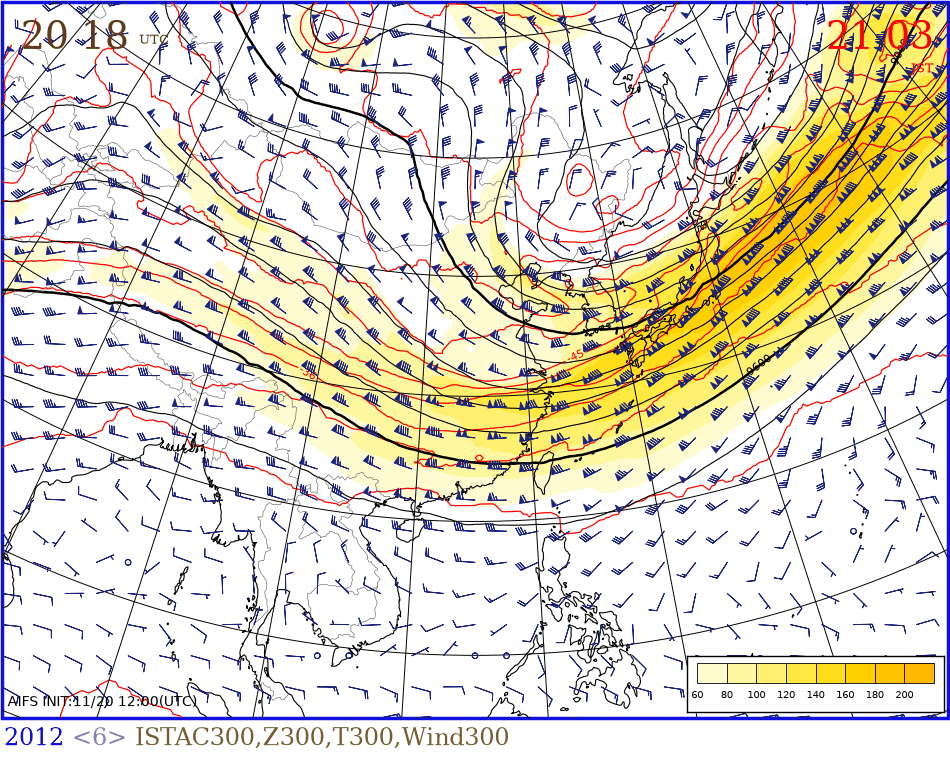 20 18 UTC
21 03
JST
-45
9600
60 80 100 120 140 160 180 200
AIFS INIT:11/20 12:00(UTC)
2012 <6> ISTAC300,Z300,T300,Wind300